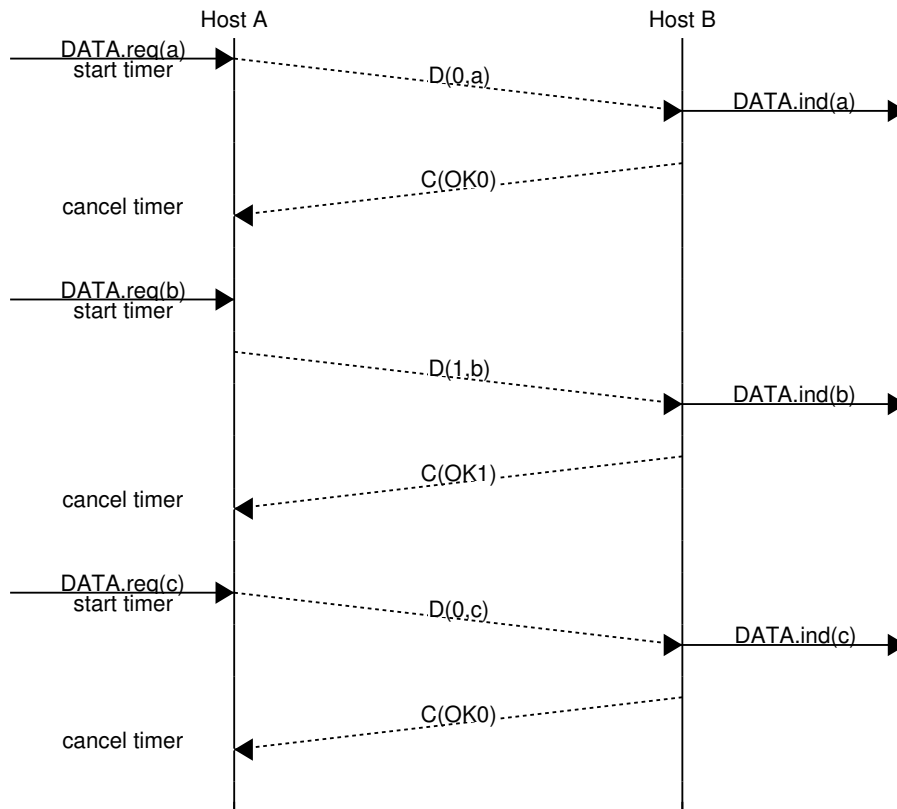 Host A
Host B
DATA.req(a)
start timer
D(0,a)
DATA.ind(a)
C(OK0)
cancel timer
DATA.req(b)
start timer
D(1,b)
DATA.ind(b)
C(OK1)
cancel timer
DATA.req(c)
start timer
D(0,c)
DATA.ind(c)
C(OK0)
cancel timer